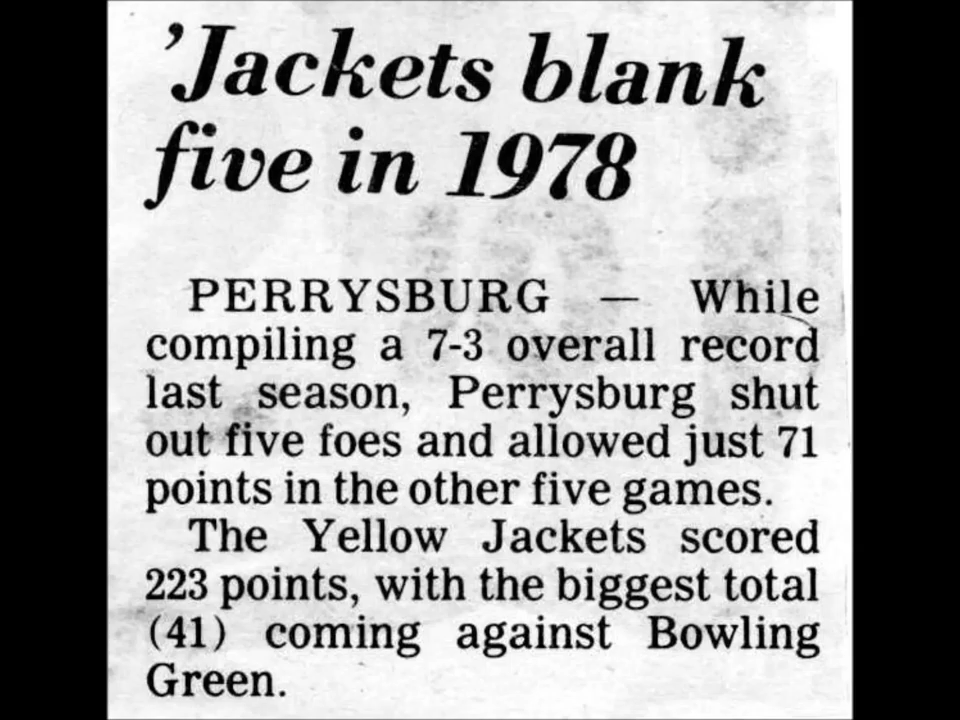 ’Jackets blank
five in 1978
PERRYSBURG — While
compiling a 7-3 overall record
last season, Perrysburg shut
out five foes and allowed just 71
points in the other five games.
The Yellow Jackets scored
223 points, with the biggest total
(41) coming against Bowling
Green.